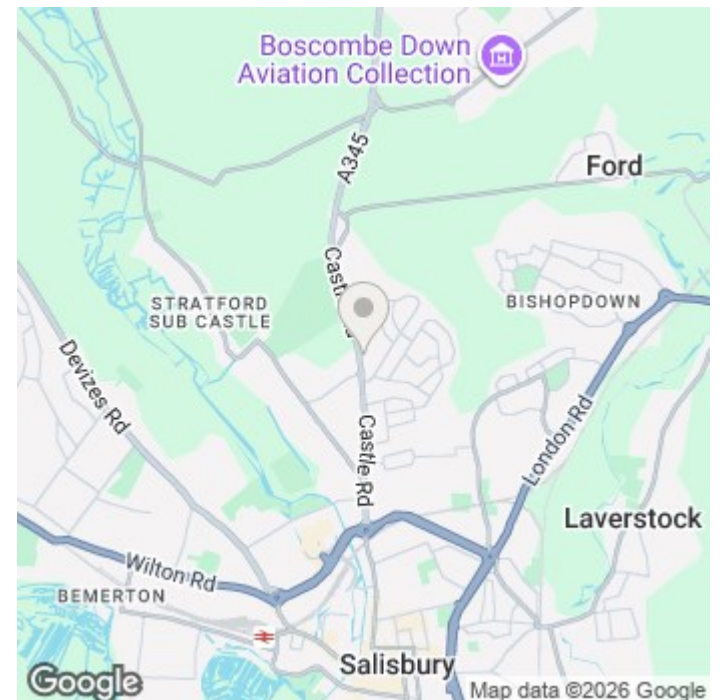 Boscombe Down
Aviation Collection
A345
Ford
Castle
STRATFORD
SUB CASTLE
BISHOPDOWN
Devizes Rd
Castle Rd
London Rd
Laverstock
Wilton Rd
BEMERTON
Salisbury
Google
Map data ©2026 Google